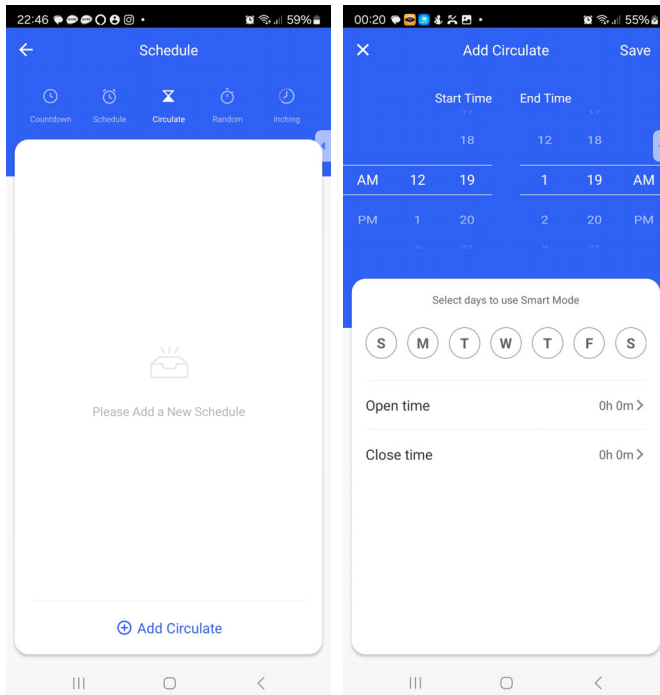 22:46 59%
Schedule
Countdown Schedule Circulate Random Inching
Please Add a New Schedule
Add Circulate
00:20 55%
Add Circulate Save
Start Time End Time
18 12 18
AM 12 19 1 19 AM
PM 1 20 2 20 PM
Select days to use Smart Mode
S M T W T F S
Open time 0h 0m
Close time 0h 0m